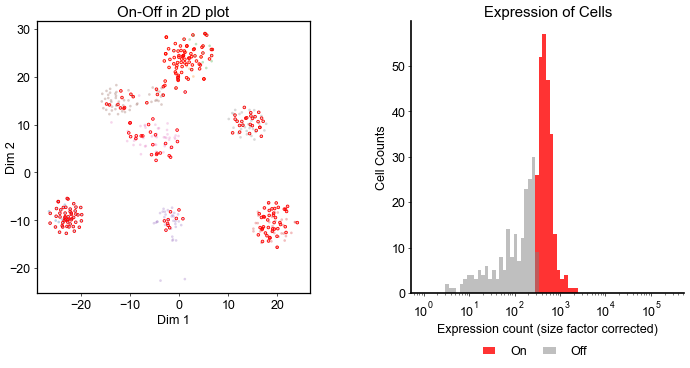 On-Off in 2D plot
30
20
10
0
−10
−20
−20 −10 0 10 20
Dim 1
Dim 2
Expression of Cells
50
40
30
20
10
0
10^0 10^1 10^2 10^3 10^4 10^5
Cell Counts
Expression count (size factor corrected)
On Off